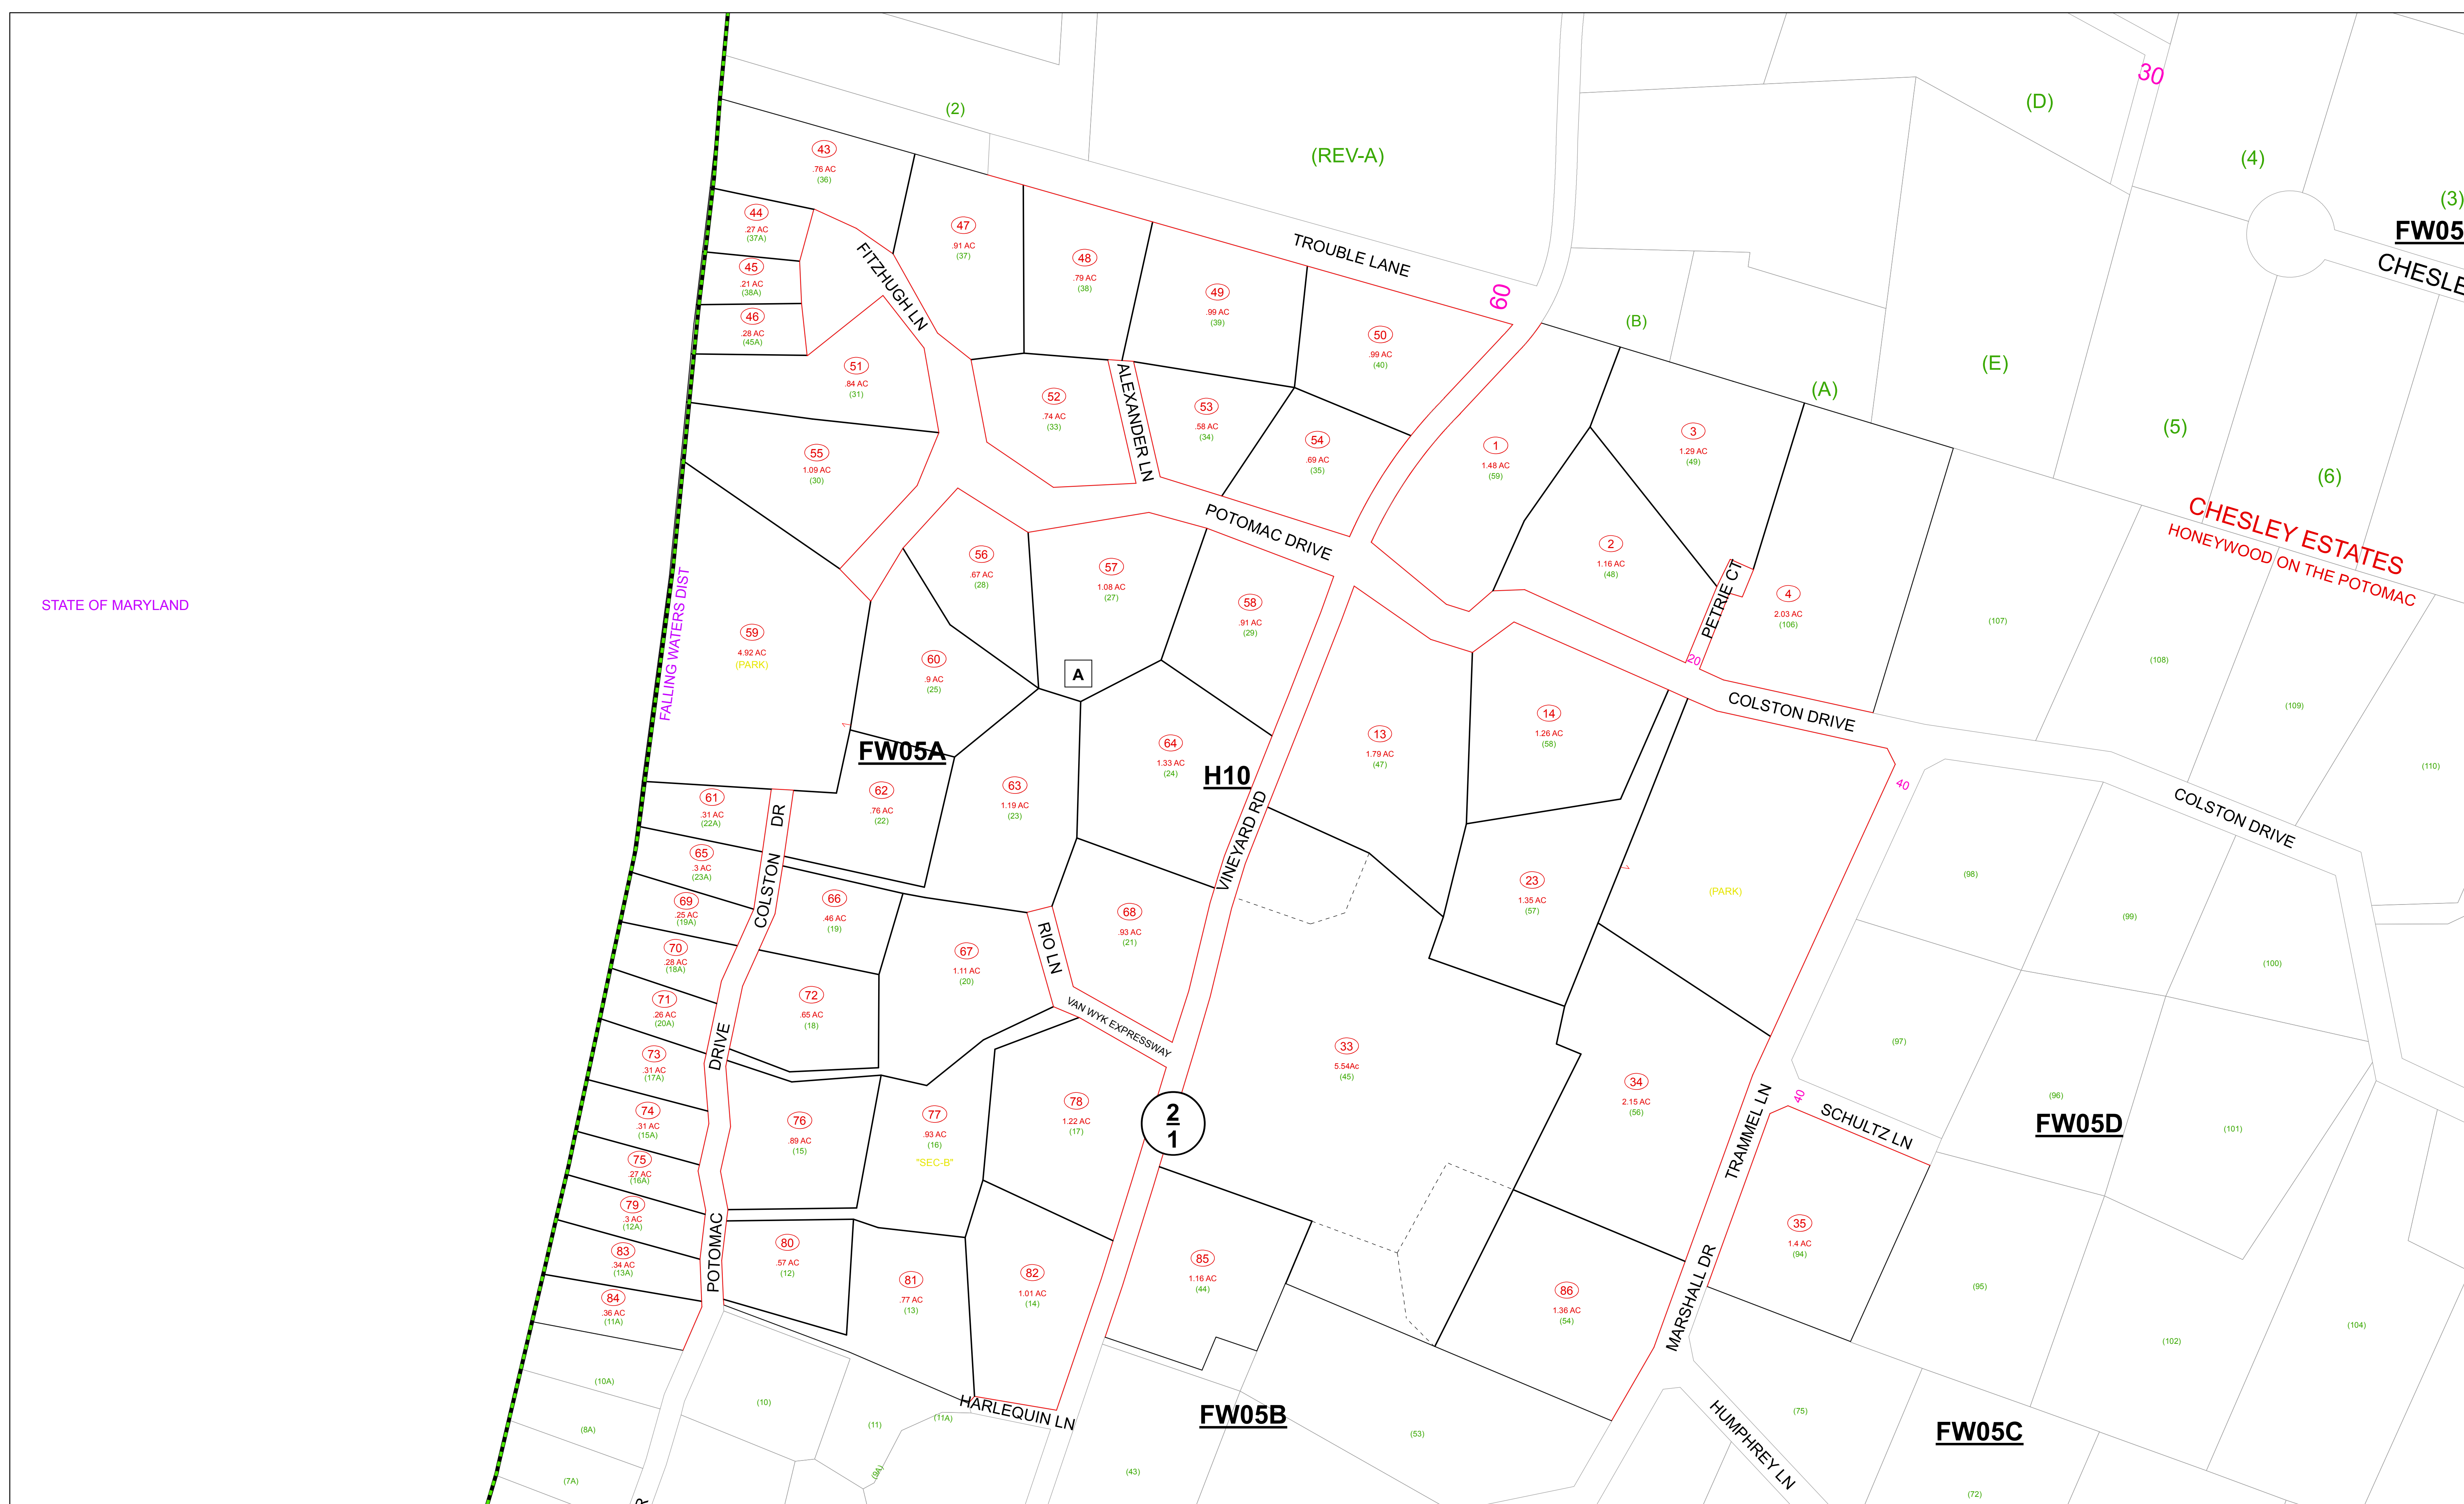 30
(D)
(2)
(REV-A)
(4)
(3)
FW05
CHESLE
43
.76 AC
(36)
44
.27 AC
(37A)
45
.21 AC
(38A)
46
.28 AC
(45A)
FITZHUGH LN
47
.91 AC
(37)
48
.79 AC
(38)
TROUBLE LANE
49
.99 AC
(39)
60
50
.99 AC
(40)
(B)
(A)
(E)
(5)
(6)
51
.84 AC
(31)
52
.74 AC
(33)
ALEXANDER LN
53
.58 AC
(34)
54
.69 AC
(35)
1
1.48 AC
(59)
3
1.29 AC
(49)
55
1.09 AC
(30)
POTOMAC DRIVE
CHESLEY ESTATES
HONEYWOOD ON THE POTOMAC
56
.67 AC
(28)
57
1.08 AC
(27)
58
.91 AC
(29)
2
1.16 AC
(48)
PETRIE CT
20
4
2.03 AC
(106)
(107)
(108)
(109)
(110)
STATE OF MARYLAND
FALLING WATERS DIST
59
4.92 AC
(PARK)
60
.9 AC
(25)
A
FW05A
64
1.33 AC
(24)
H10
13
1.79 AC
(47)
14
1.26 AC
(58)
COLSTON DRIVE
40
COLSTON DRIVE
61
.31 AC
(22A)
COLSTON DR
62
.76 AC
(22)
63
1.19 AC
(23)
VINEYARD RD
65
.3 AC
(23A)
66
.46 AC
(19)
68
.93 AC
(21)
23
1.35 AC
(57)
(PARK)
(98)
(99)
(100)
69
.25 AC
(19A)
70
.28 AC
(18A)
67
1.11 AC
(20)
RIO LN
71
.26 AC
(20A)
72
.65 AC
(18)
VAN WYK EXPRESSWAY
33
5.54Ac
(45)
(97)
(96)
(101)
FW05D
73
.31 AC
(17A)
DRIVE
74
.31 AC
(15A)
76
.89 AC
(15)
77
.93 AC
(16)
"SEC-B"
78
1.22 AC
(17)
2
1
34
2.15 AC
(56)
TRAMMEL LN
40
SCHULTZ LN
75
.27 AC
(16A)
79
.3 AC
(12A)
POTOMAC
80
.57 AC
(12)
81
.77 AC
(13)
82
1.01 AC
(14)
85
1.16 AC
(44)
86
1.36 AC
(54)
MARSHALL DR
35
1.4 AC
(94)
(95)
(102)
(104)
83
.34 AC
(13A)
84
.36 AC
(11A)
(10A)
(8A)
(7A)
(10)
(11)
(11A)
(9A)
HARLEQUIN LN
FW05B
(43)
(53)
HUMPHREY LN
(75)
FW05C
(72)
R